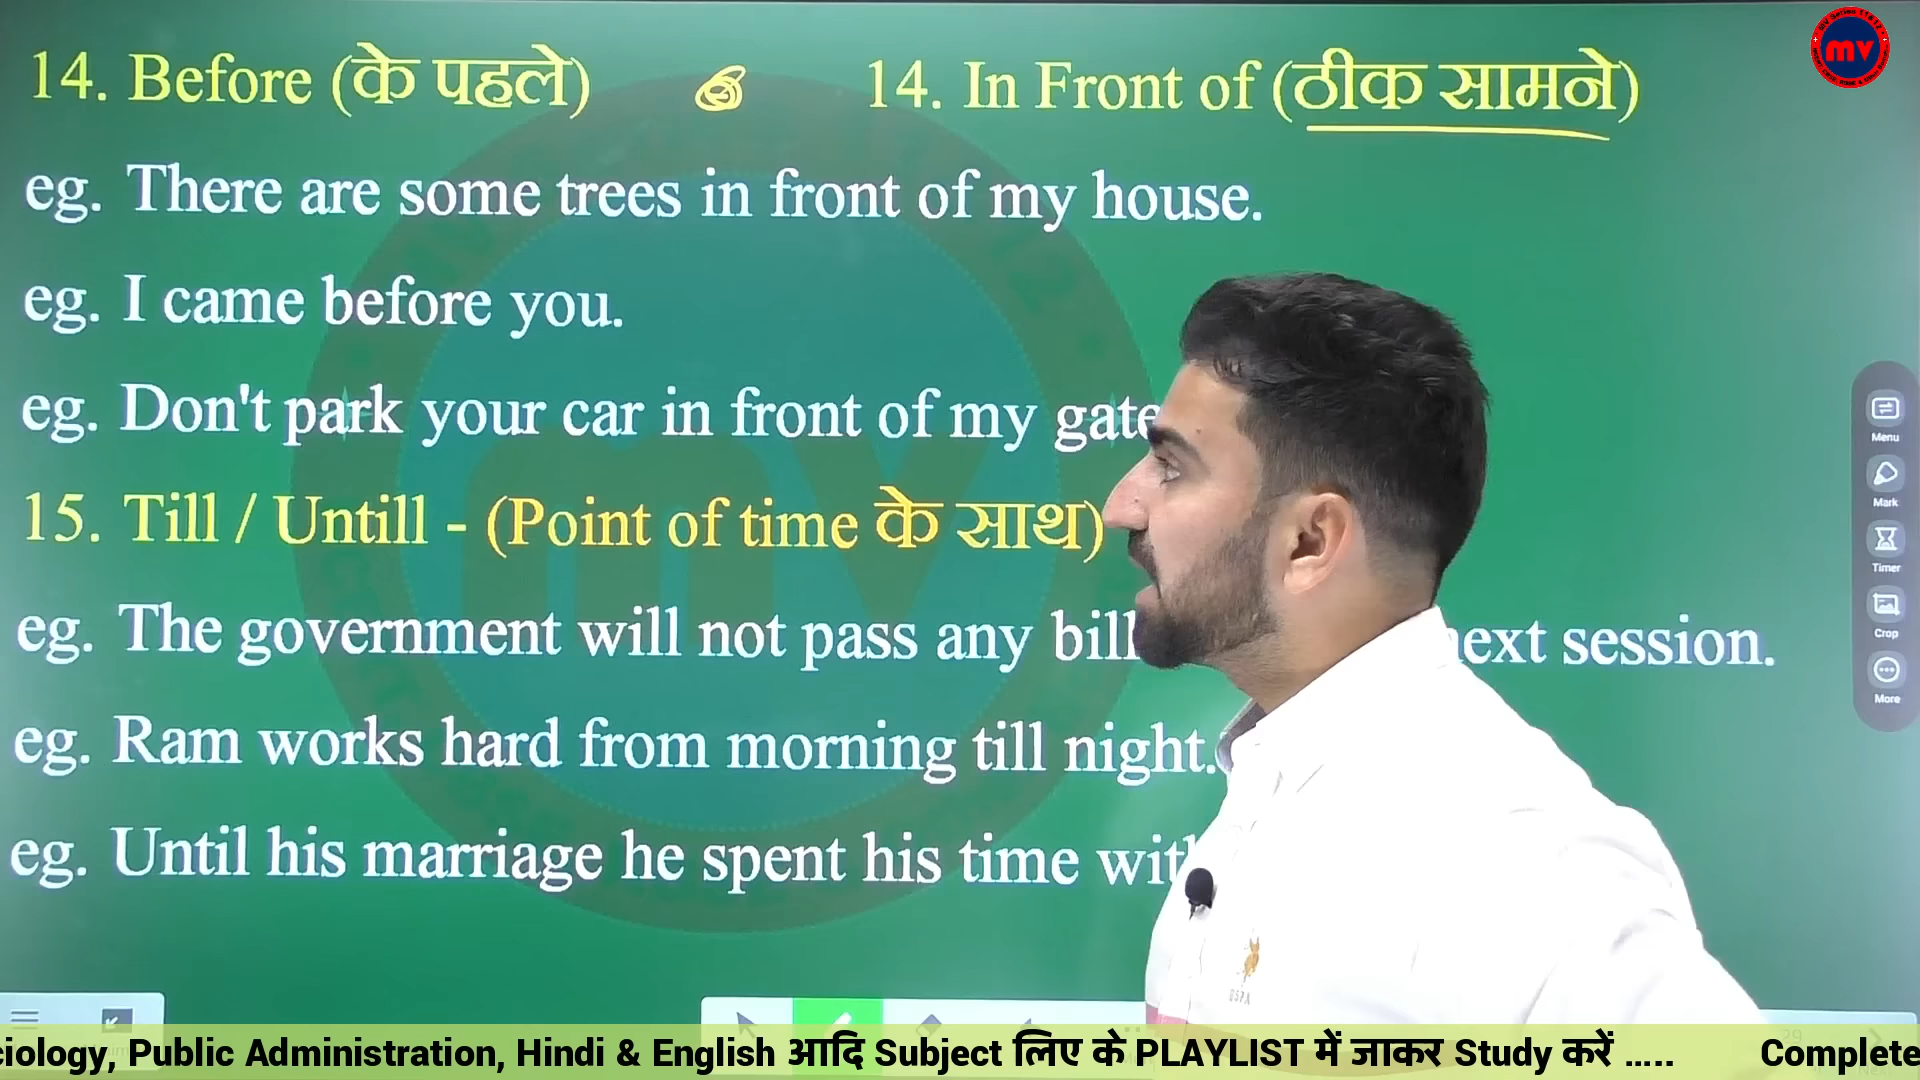 14. Before (के पहले) 14. In Front of (ठीक सामने)
eg. There are some trees in front of my house.
eg. I came before you.
eg. Don't park your car in front of my gate
15. Till / Untill - (Point of time के साथ)
eg. The government will not pass any bill next session.
eg. Ram works hard from morning till night.
eg. Until his marriage he spent his time
mv
Menu
Mark
Timer
Crop
More
USPA
Public Administration, Hindi & English आदि Subject लिए के PLAYLIST में जाकर Study करें ..... Complete